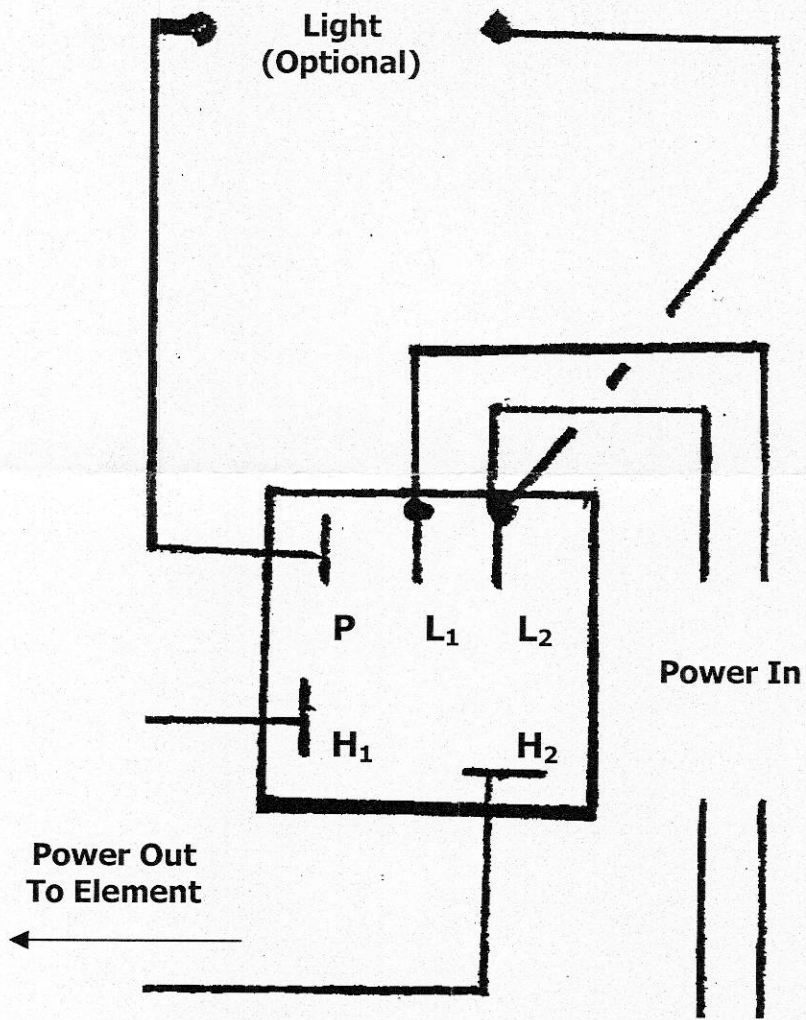 Light
(Optional)
P L₁ L₂
Power In
H₁ H₂
Power Out
To Element